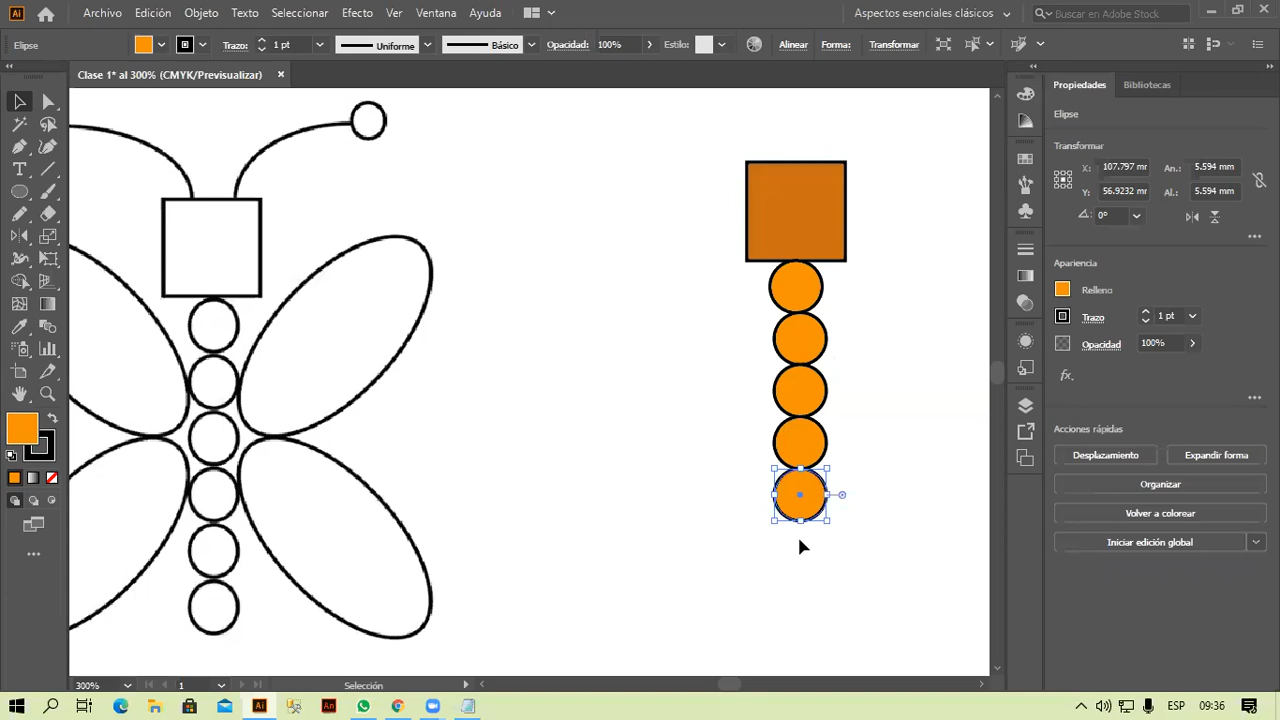 Ai Archivo Edición Objeto Texto Seleccionar Efecto Ver Ventana Ayuda Aspectos esenciales clásicos Buscar en Adobe Stock
Elipse Trazo: 1 pt Uniforme Básico Opacidad: 100% Estilo: Alinear Forma: Transformar
Clase 1* al 300% (CMYK/Previsualizar)
Propiedades Bibliotecas
Elipse
Transformar
X: 107.797 mr An.: 5.594 mm
Y: 56.9232 mr Al.: 5.594 mm
0°
Apariencia
Relleno
Trazo 1 pt
Opacidad 100%
fx.
Acciones rápidas
Desplazamiento Expandir forma
Organizar
Volver a colorear
Iniciar edición global
300% 1 Selección
Ai An ESP 09:36